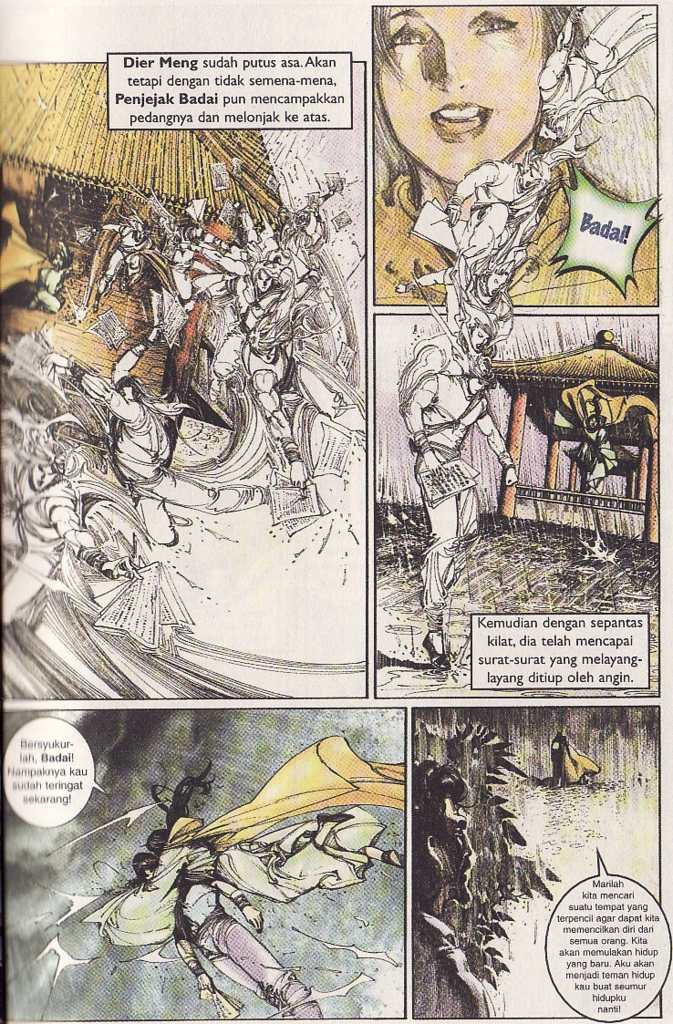 Dier Meng sudah putus asa. Akan
tetapi dengan tidak semena-mena,
Penjejak Badai pun mencampakkan
pedangnya dan melonjak ke atas.
Badai!
Kemudian dengan sepantas
kilat, dia telah mencapai
surat-surat yang melayang-
layang ditiup oleh angin.
Bersyukur-
lah, Badai!
Nampaknya kau
sudah teringat
sekarang!
Marilah
kita mencari
suatu tempat yang
terpencil agar dapat kita
memencilkan diri dari
semua orang. Kita
akan memulakan hidup
yang baru. Aku akan
menjadi teman hidup
kau buat seumur
hidupku
nanti!